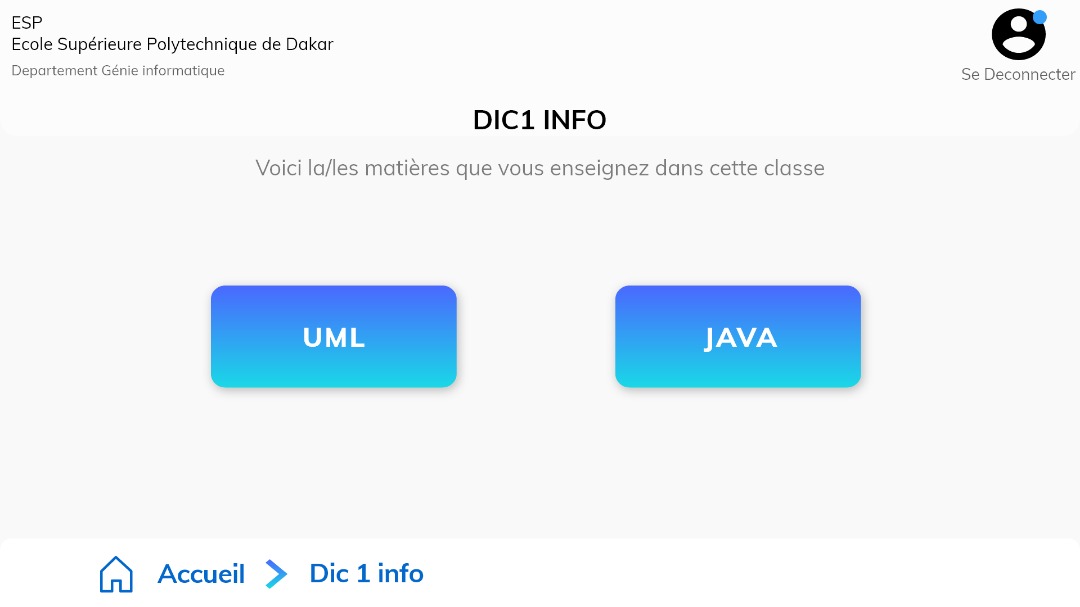 ESP
Ecole Supérieure Polytechnique de Dakar
Departement Génie informatique
Se Deconnecter
DIC1 INFO
Voici la/les matières que vous enseignez dans cette classe
UML
JAVA
Accueil
Dic 1 info